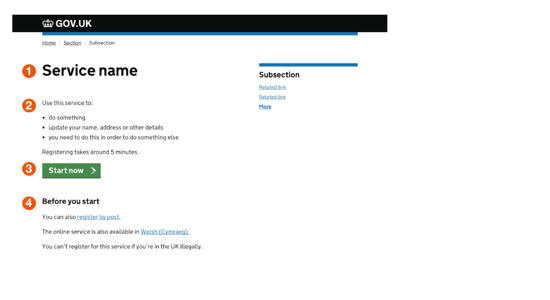 GOV.UK
Home › Section › Subsection
1 Service name
2 Use this service to:
• do something
• update your name, address or other details
• you need to do this in order to do something else
Registering takes around 5 minutes.
3 Start now
4 Before you start
You can also register by post.
The online service is also available in Welsh (Cymraeg).
You can't register for this service if you're in the UK illegally.
Subsection
Related link
Related link
More